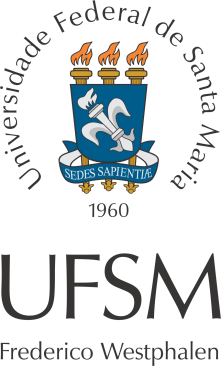 Universidade Federal de Santa Maria
SEDES SAPIENTIÆ
1960
UFSM
Frederico Westphalen